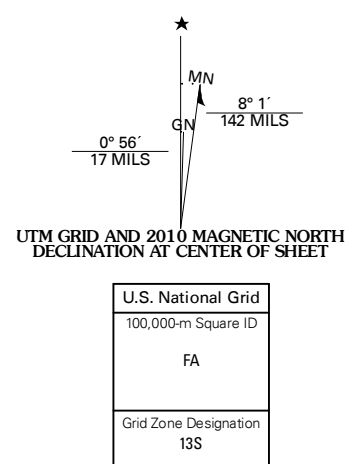 ★
MN
GN
8° 1´
142 MILS
0° 56´
17 MILS
UTM GRID AND 2010 MAGNETIC NORTH
DECLINATION AT CENTER OF SHEET
U.S. National Grid
100,000-m Square ID
FA
Grid Zone Designation
13S